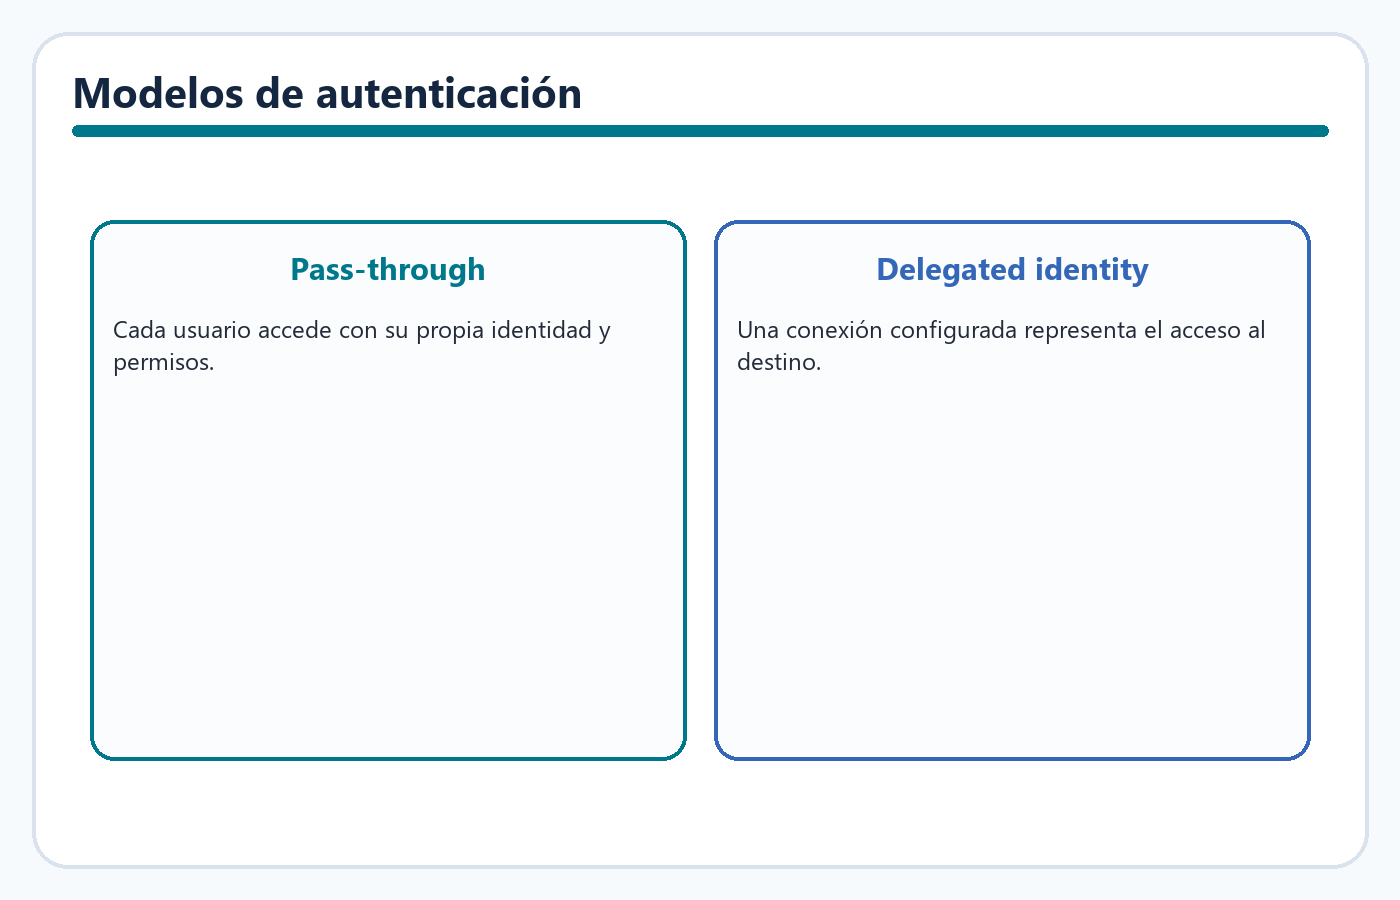 Modelos de autenticación
Pass-through
Cada usuario accede con su propia identidad y
permisos.
Delegated identity
Una conexión configurada representa el acceso al
destino.